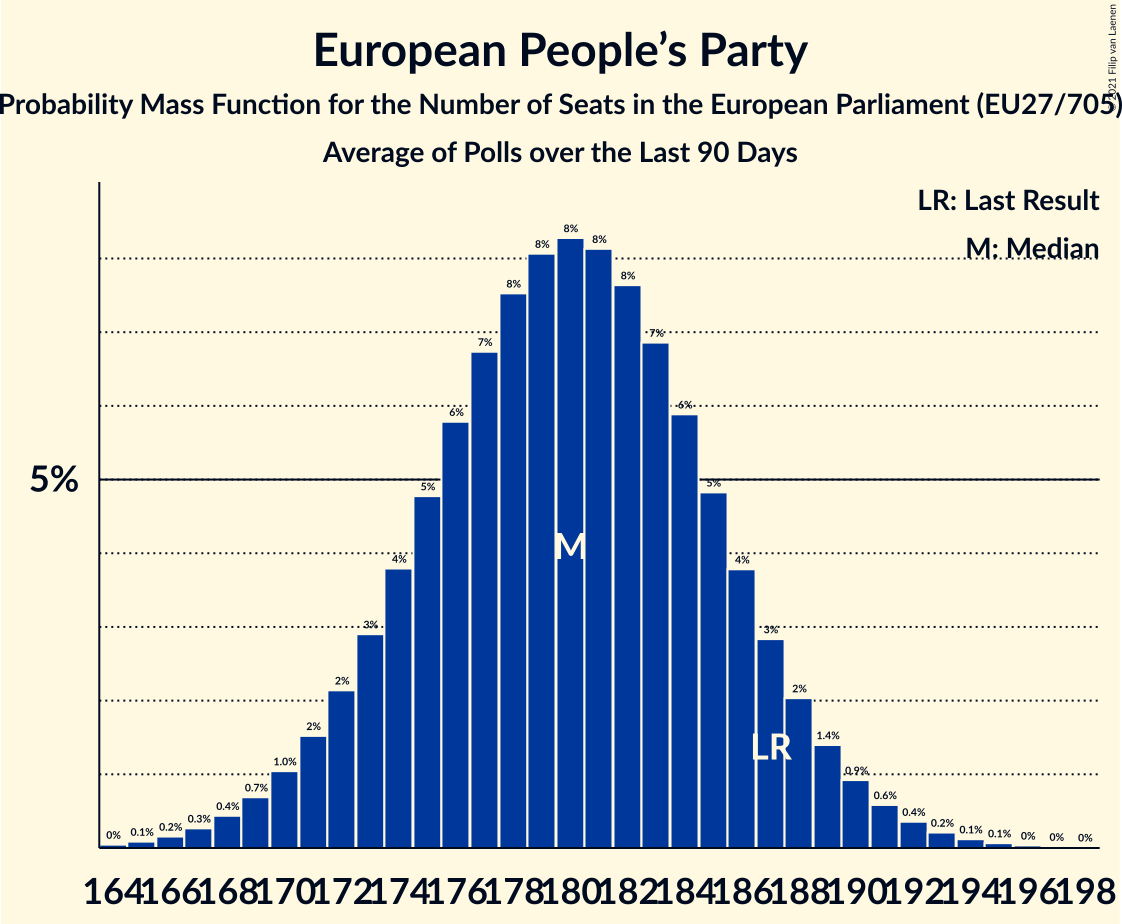 European People’s Party
Probability Mass Function for the Number of Seats in the European Parliament (EU27/705)
Average of Polls over the Last 90 Days
© 2021 Filip van Laenen
LR: Last Result
M: Median
5%
0% 0.1% 0.2% 0.3% 0.4% 0.7% 1.0% 2% 2% 3% 4% 5% 6% 7% 8% 8% 8% 8% 8% 7% 6% 5% 4% 3% 2% 1.4% 0.9% 0.6% 0.4% 0.2% 0.1% 0.1% 0% 0% 0%
M
LR
164 166 168 170 172 174 176 178 180 182 184 186 188 190 192 194 196 198